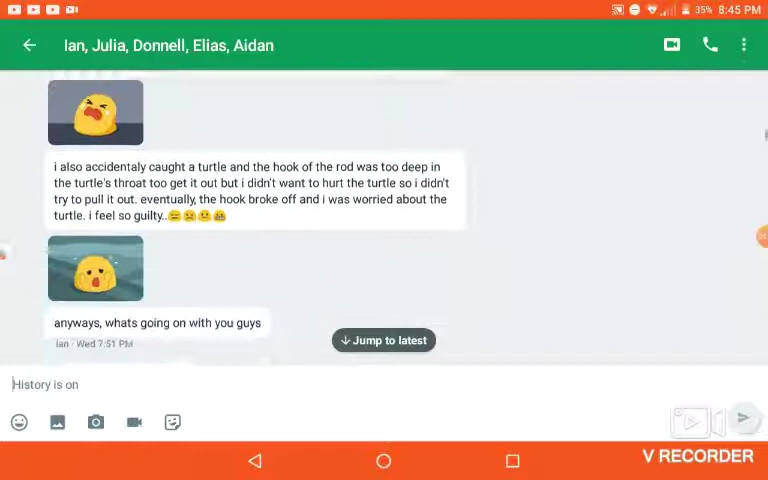 35% 8:45 PM
Ian, Julia, Donnell, Elias, Aidan
i also accidentaly caught a turtle and the hook of the rod was too deep in
the turtle's throat too get it out but i didn't want to hurt the turtle so i didn't
try to pull it out. eventually, the hook broke off and i was worried about the
turtle. i feel so guilty..😑😣🤨😭
anyways, whats going on with you guys
Ian · Wed 7:51 PM
Jump to latest
History is on
V RECORDER